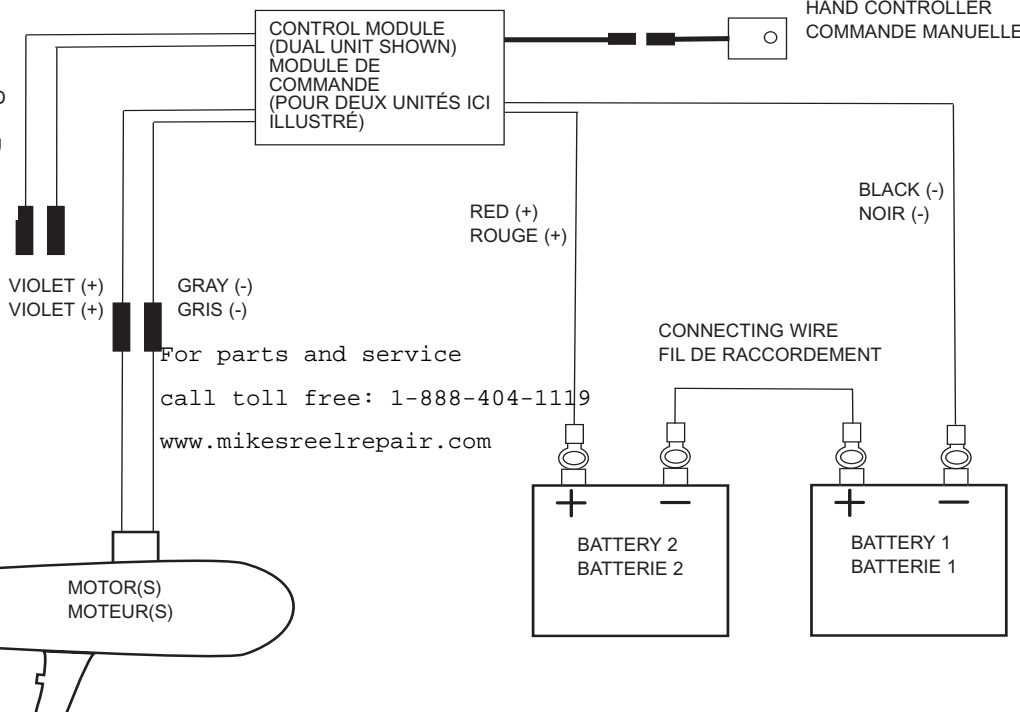 HAND CONTROLLER
COMMANDE MANUELLE
CONTROL MODULE
(DUAL UNIT SHOWN)
MODULE DE
COMMANDE
(POUR DEUX UNITÉS ICI
ILLUSTRÉ)
BLACK (-)
NOIR (-)
RED (+)
ROUGE (+)
VIOLET (+)
VIOLET (+)
GRAY (-)
GRIS (-)
CONNECTING WIRE
FIL DE RACCORDEMENT
For parts and service
call toll free: 1-888-404-1119
www.mikesreelrepair.com
+
−
+
−
BATTERY 2
BATTERIE 2
BATTERY 1
BATTERIE 1
MOTOR(S)
MOTEUR(S)